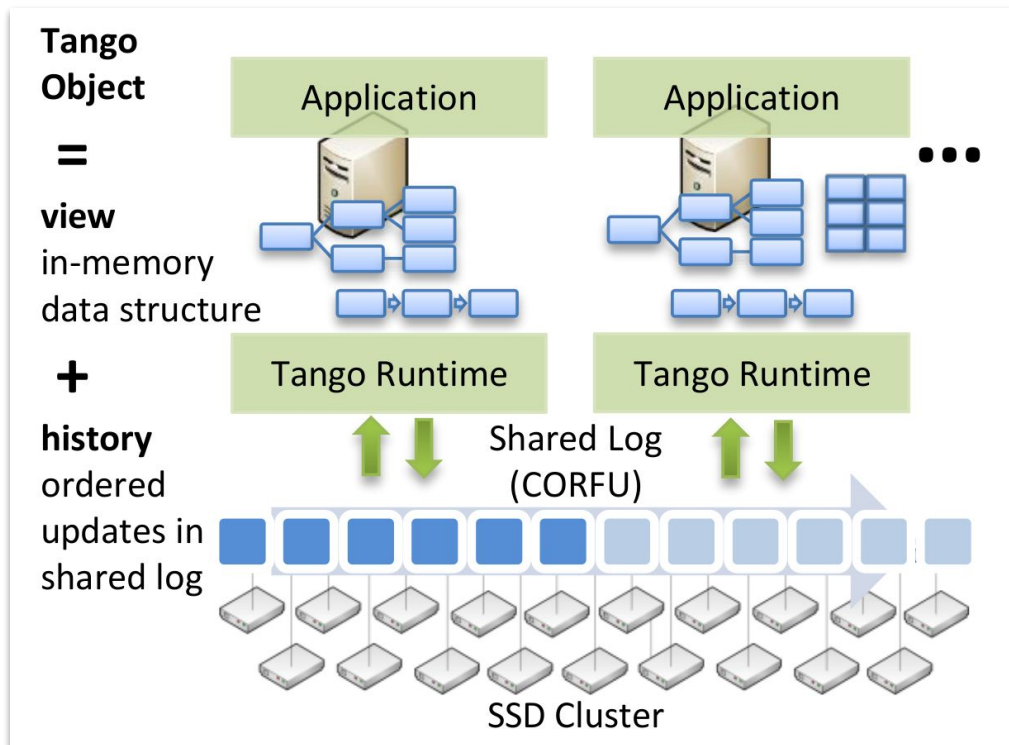 Tango
Object
=
view
in-memory
data structure
+
history
ordered
updates in
shared log
Application
Application
...
Tango Runtime
Tango Runtime
Shared Log
(CORFU)
SSD Cluster